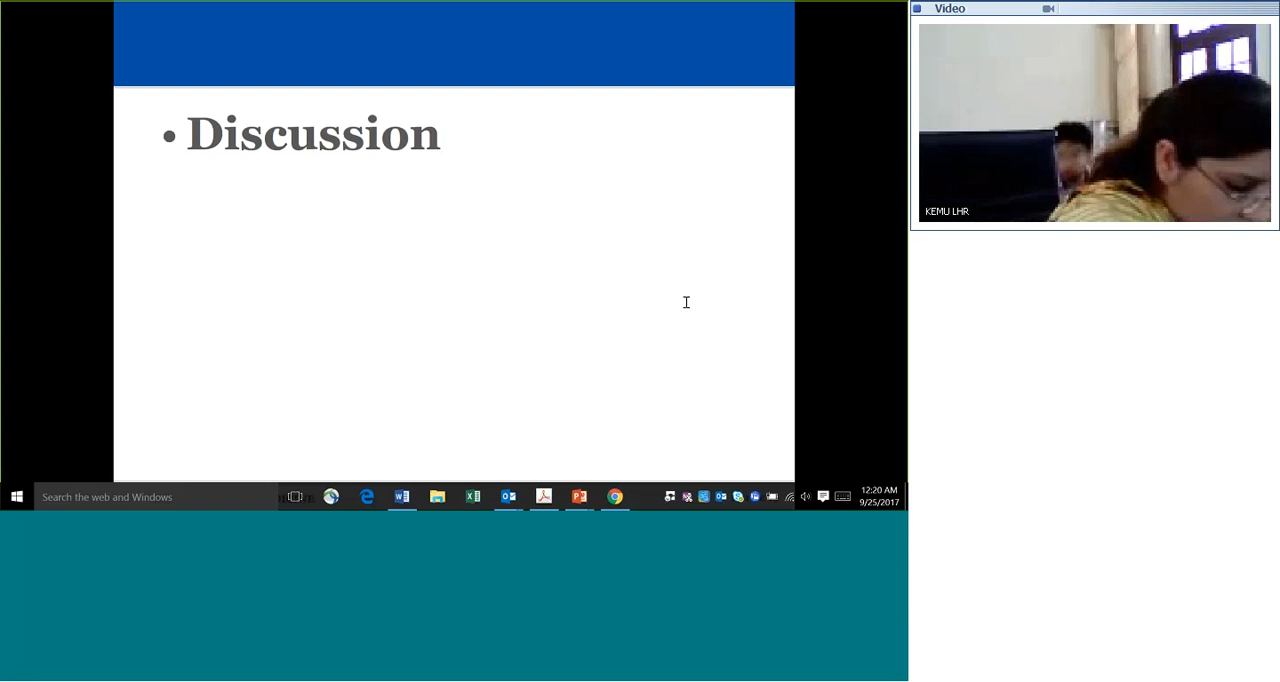 Video
• Discussion
KEMU LHR
Search the web and Windows
12:20 AM
9/25/2017